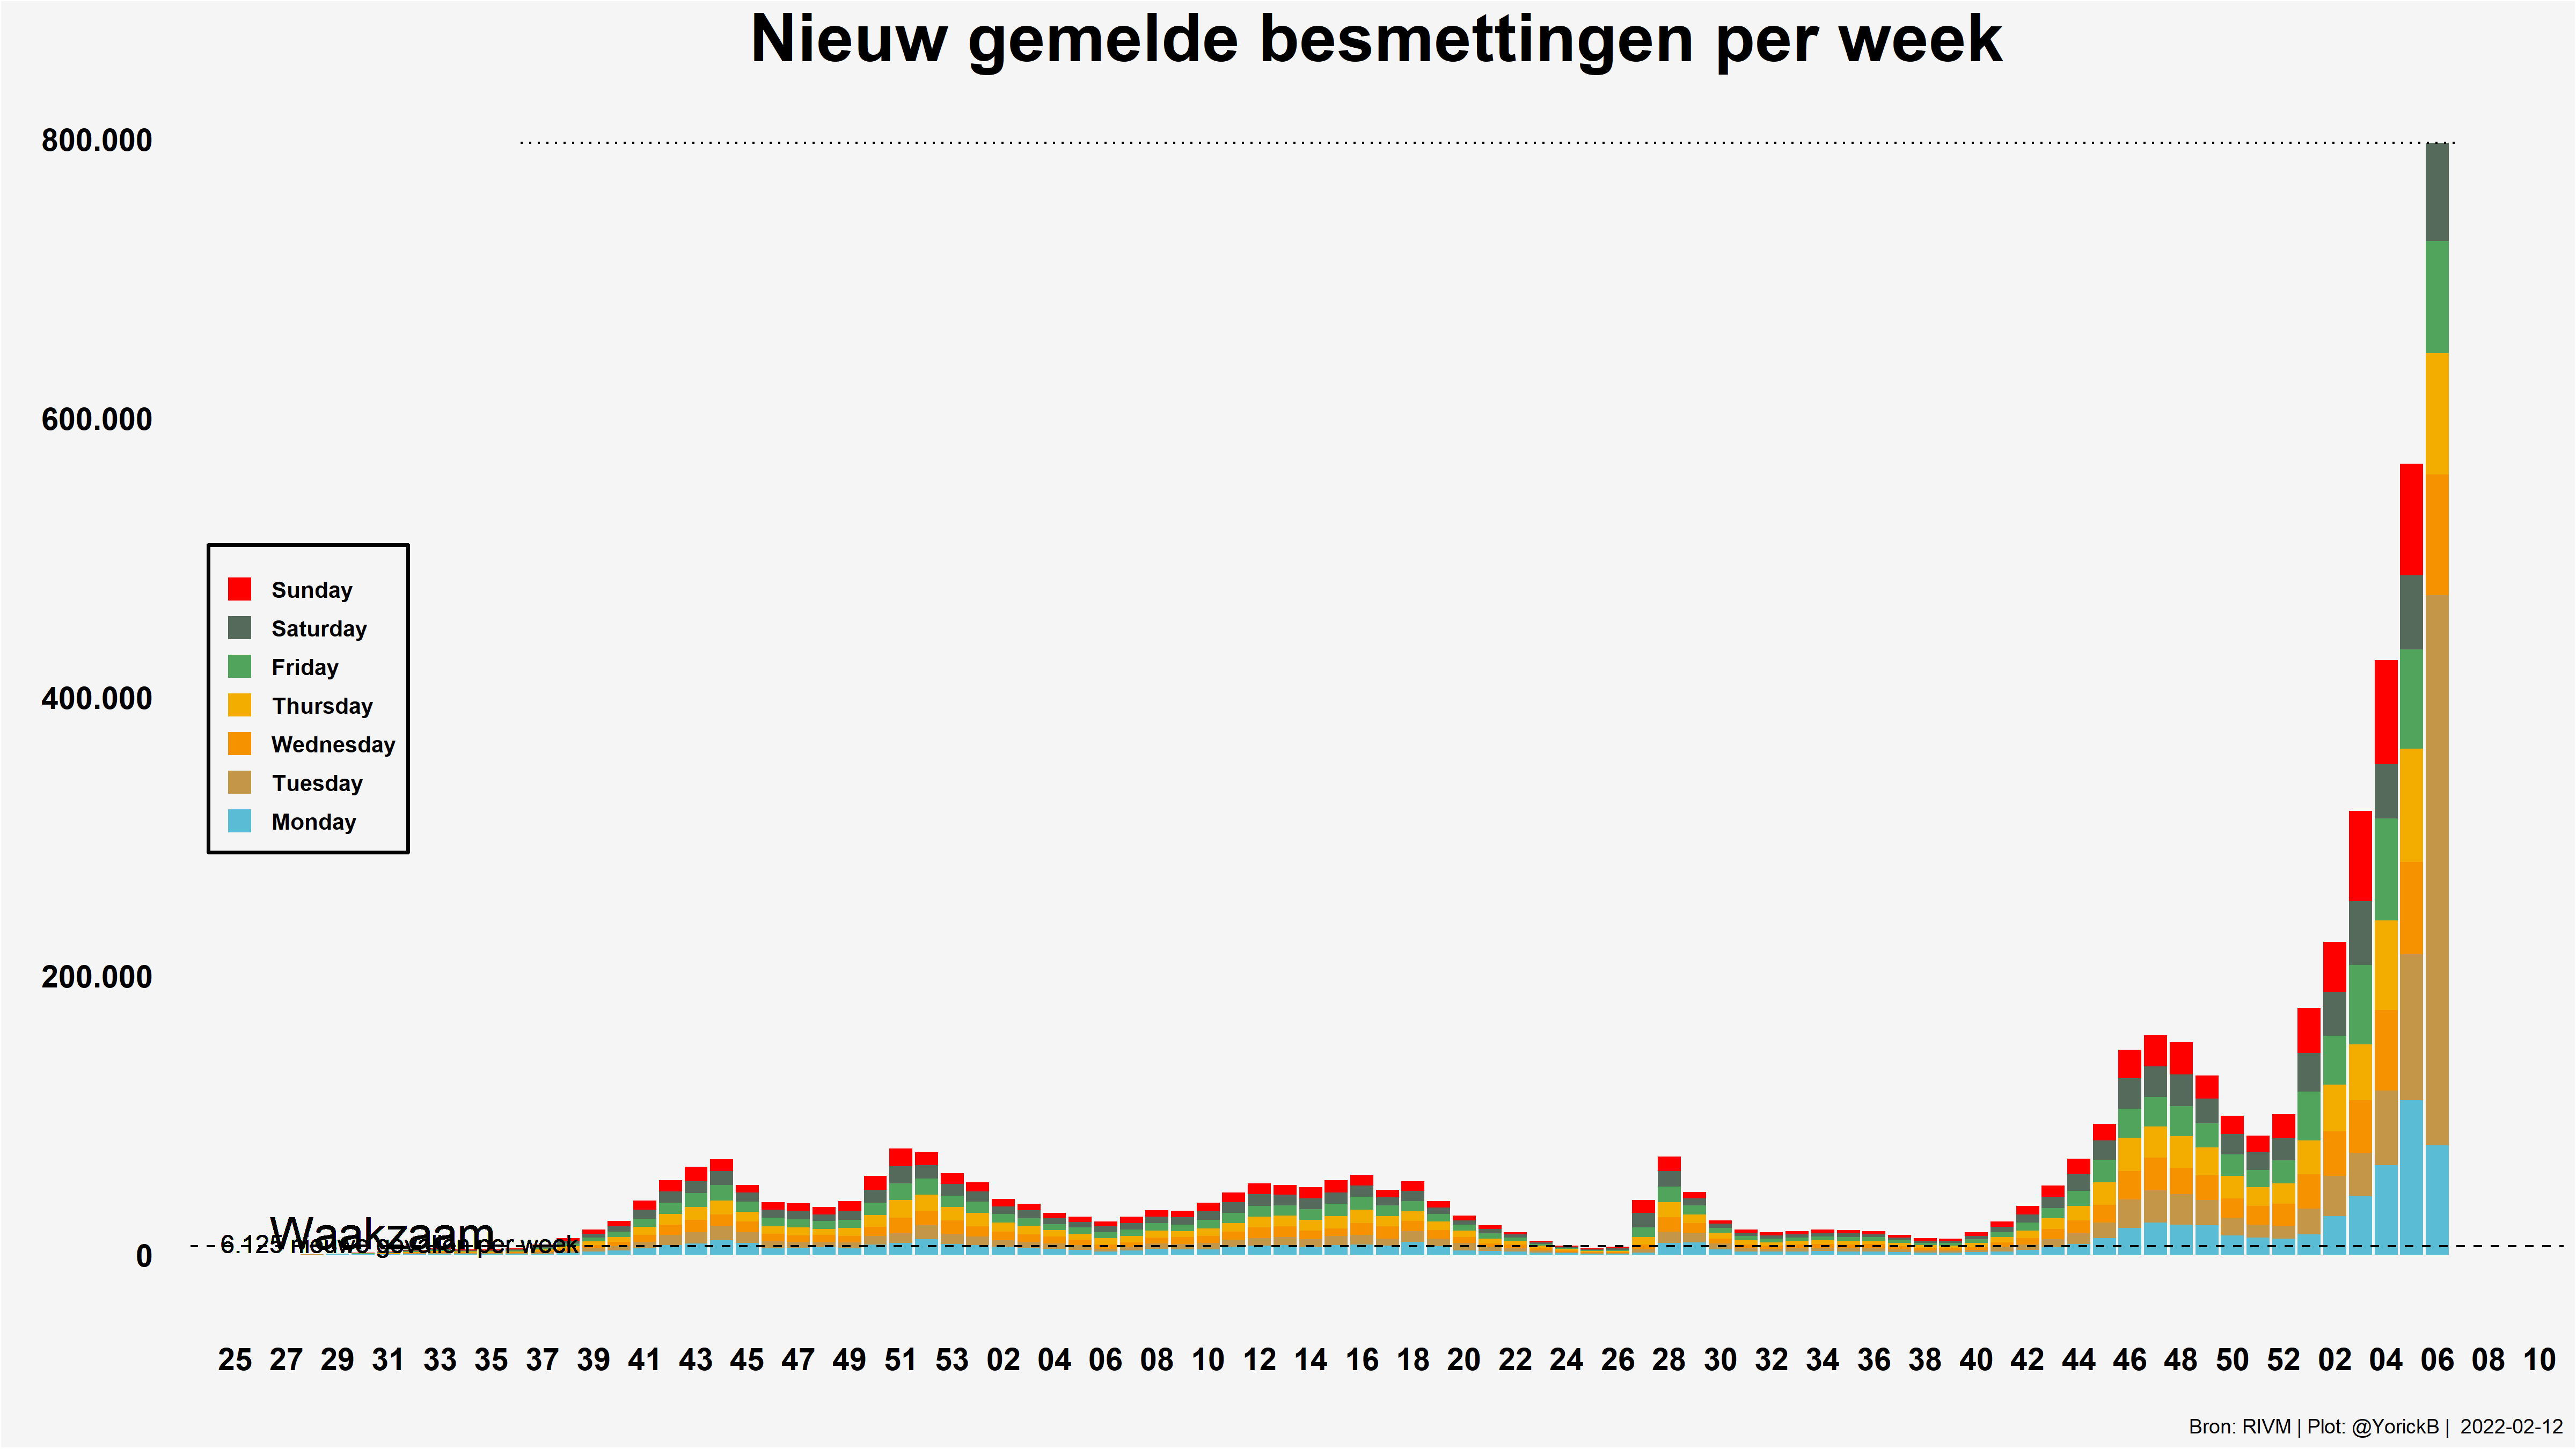 Nieuw gemelde besmettingen per week
800.000
600.000
400.000
200.000
0
Sunday
Saturday
Friday
Thursday
Wednesday
Tuesday
Monday
Waakzaam
6.125 nieuwe gevallen per week
25 27 29 31 33 35 37 39 41 43 45 47 49 51 53 02 04 06 08 10 12 14 16 18 20 22 24 26 28 30 32 34 36 38 40 42 44 46 48 50 52 02 04 06 08 10
Bron: RIVM | Plot: @YorickB | 2022-02-12